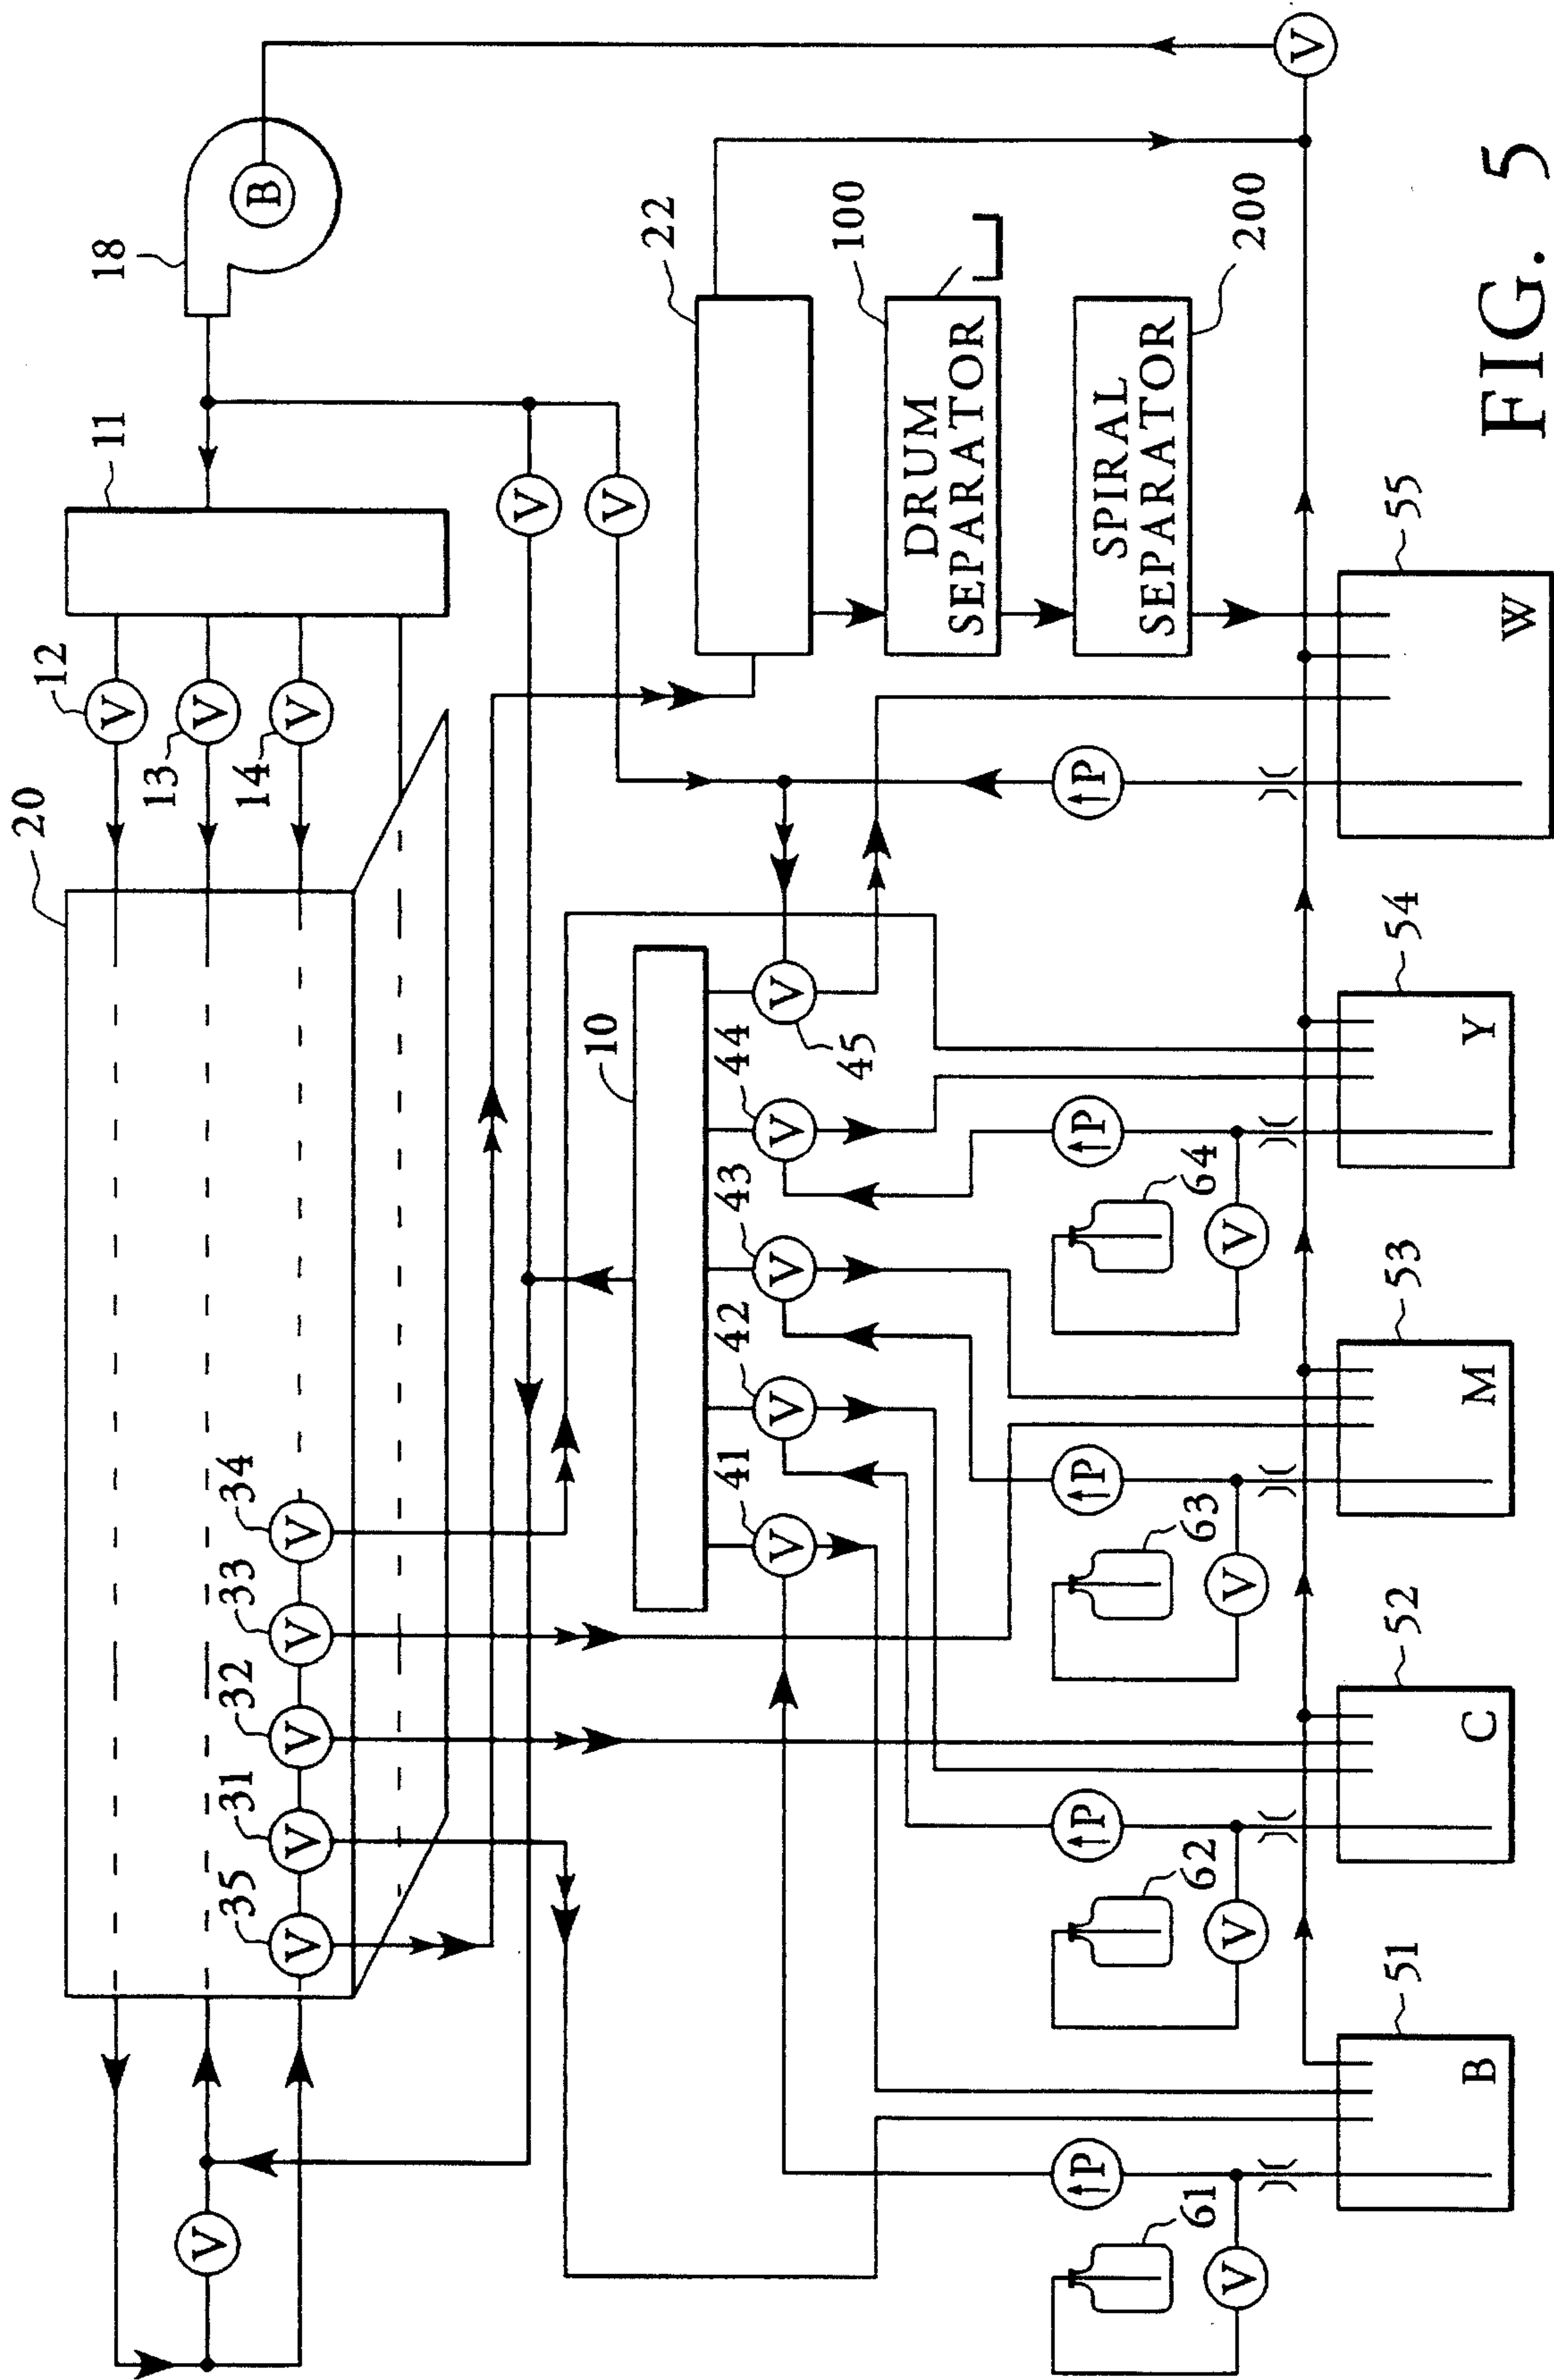 20
12
11
18
V
13
V
V
35
31
32
33
34
14
B
V
V
V
V
V
V
V
10
V
22
41
42
43
44
V
V
V
V
V
45
100
DRUM
SEPARATOR
P
P
P
P
P
SPIRAL
SEPARATOR
61
62
63
64
200
V
V
V
V
V
51
52
53
54
55
B
C
M
Y
W
FIG. 5